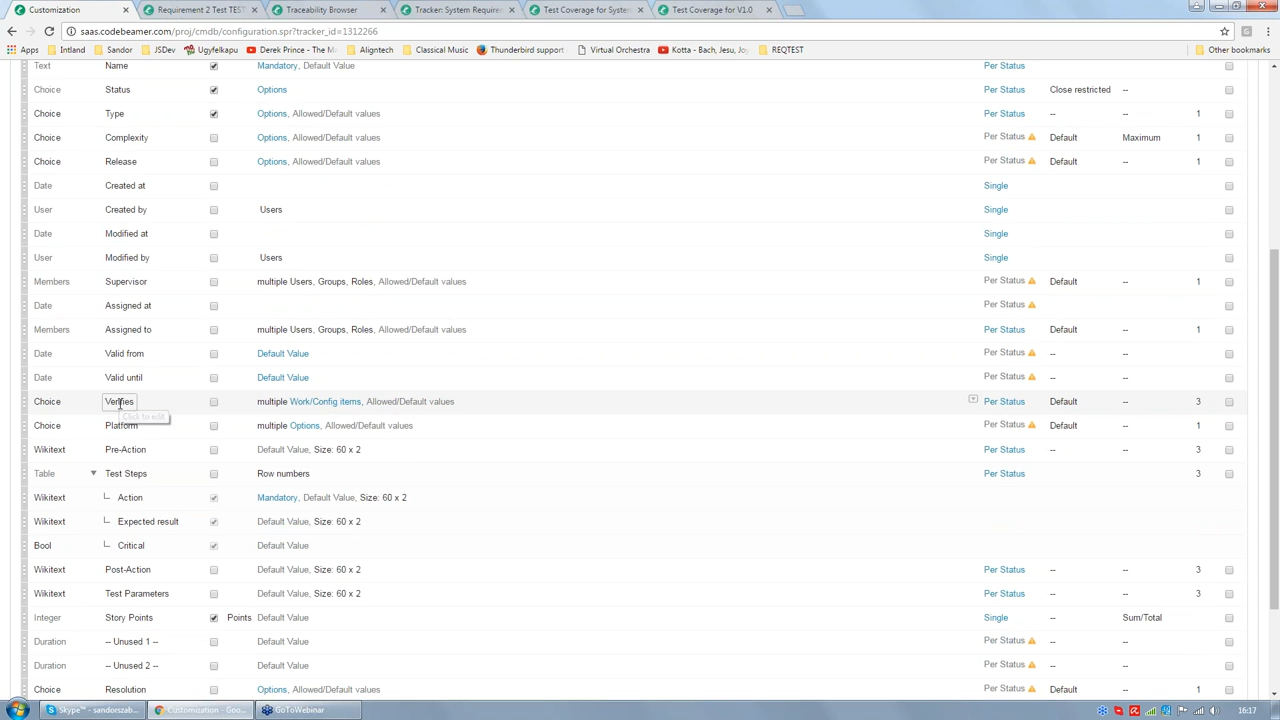 Customization
Requirement 2 Test TES
Traceability Browser
Tracken System Require
Test Coverage for System
Test Coverage for V1.0
saas.codebeamer.com/proj/cmdb/configuration.spr?tracker_id=1312266
Apps Intland Sandor JSDev Ugyfelkapu Derek Prince - The M Aligntech Classical Music Thunderbird support Virtual Orchestra Kotta - Bach, Jesu, Jo REQTEST Other bookmarks
Text Name Mandatory, Default Value Per Status
Choice Status Options Per Status Close restricted --
Choice Type Options, Allowed/Default values Per Status -- -- 1
Choice Complexity Options, Allowed/Default values Per Status Default Maximum 1
Choice Release Options, Allowed/Default values Per Status Default -- 1
Date Created at Single
User Created by Users Single
Date Modified at Single
User Modified by Users Single
Members Supervisor multiple Users, Groups, Roles, Allowed/Default values Per Status Default -- 1
Date Assigned at Per Status
Members Assigned to multiple Users, Groups, Roles, Allowed/Default values Per Status Default -- 1
Date Valid from Default Value Per Status -- --
Date Valid until Default Value Per Status -- --
Choice Verifies multiple Work/Config items, Allowed/Default values Per Status Default -- 3
Click to edit
Choice Platform multiple Options, Allowed/Default values Per Status Default -- 1
Wikitext Pre-Action Default Value, Size: 60 x 2 Per Status -- -- 3
Table Test Steps Row numbers Per Status 3
Wikitext Action Mandatory, Default Value, Size: 60 x 2
Wikitext Expected result Default Value, Size: 60 x 2
Bool Critical Default Value
Wikitext Post-Action Default Value, Size: 60 x 2 Per Status -- -- 3
Wikitext Test Parameters Default Value, Size: 60 x 2 Per Status -- -- 3
Integer Story Points Points Default Value Single -- Sum/Total
Duration -- Unused 1 -- Default Value Per Status -- --
Duration -- Unused 2 -- Default Value Per Status -- --
Choice Resolution Options, Allowed/Default values Per Status Default -- 1
Skype™ - sandorszab... Customization - Goo... GoToWebinar 16:17